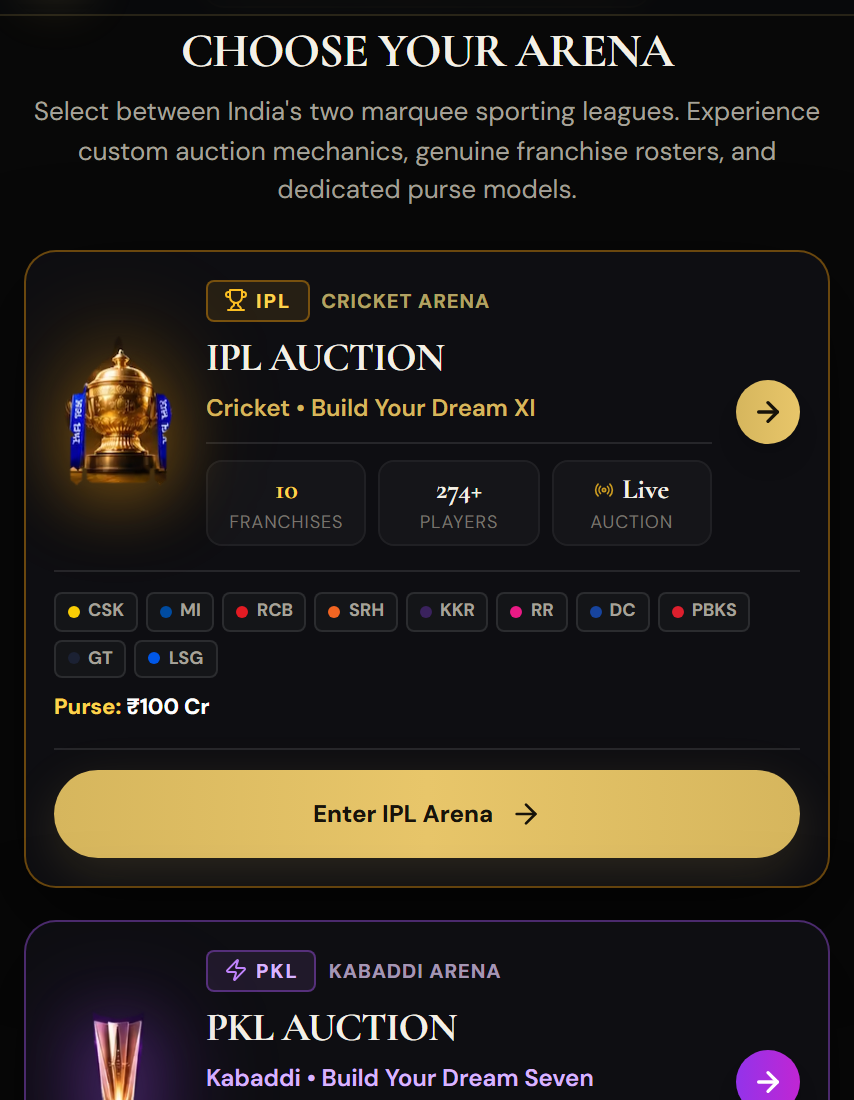 CHOOSE YOUR ARENA
Select between India's two marquee sporting leagues. Experience
custom auction mechanics, genuine franchise rosters, and
dedicated purse models.
IPL CRICKET ARENA
IPL AUCTION
Cricket • Build Your Dream XI
10 274+ Live
FRANCHISES PLAYERS AUCTION
CSK MI RCB SRH KKR RR DC PBKS
GT LSG
Purse: ₹100 Cr
Enter IPL Arena →
PKL KABADDI ARENA
PKL AUCTION
Kabaddi • Build Your Dream Seven